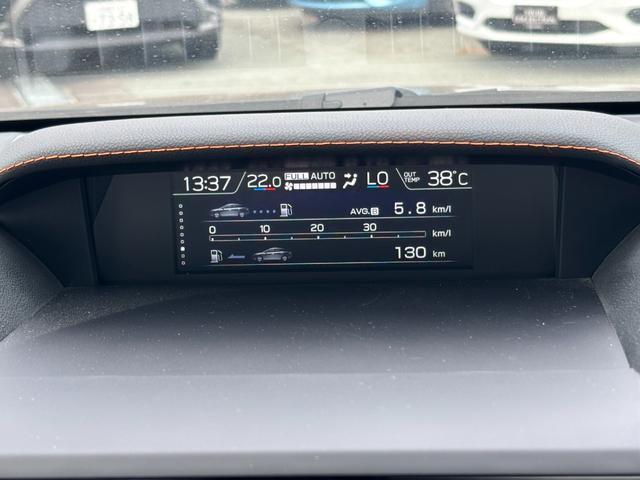 13:37 22.0 FULL AUTO LO OUT TEMP 38°C
AVG. B 5.8 km/l
0 10 20 30 km/l
130 km